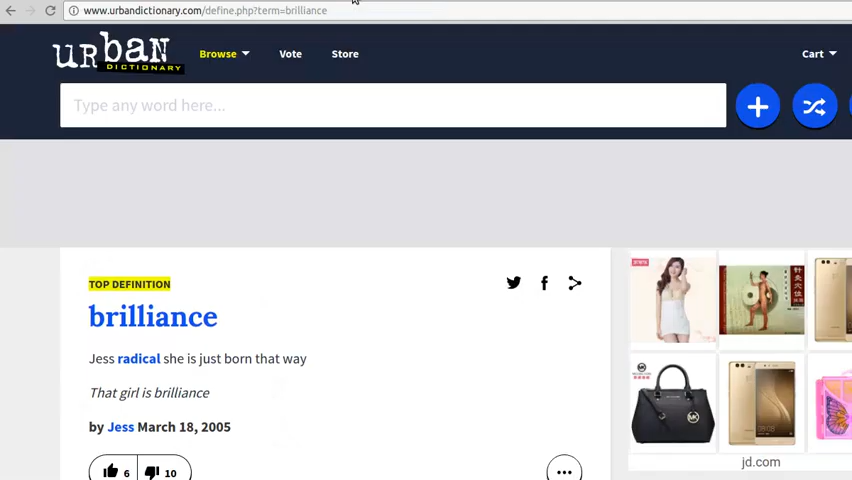 www.urbandictionary.com/define.php?term=brilliance
urban
DICTIONARY
Browse
Vote
Store
Cart
Type any word here...
TOP DEFINITION
brilliance
Jess radical she is just born that way
That girl is brilliance
by Jess March 18, 2005
6
10
jd.com